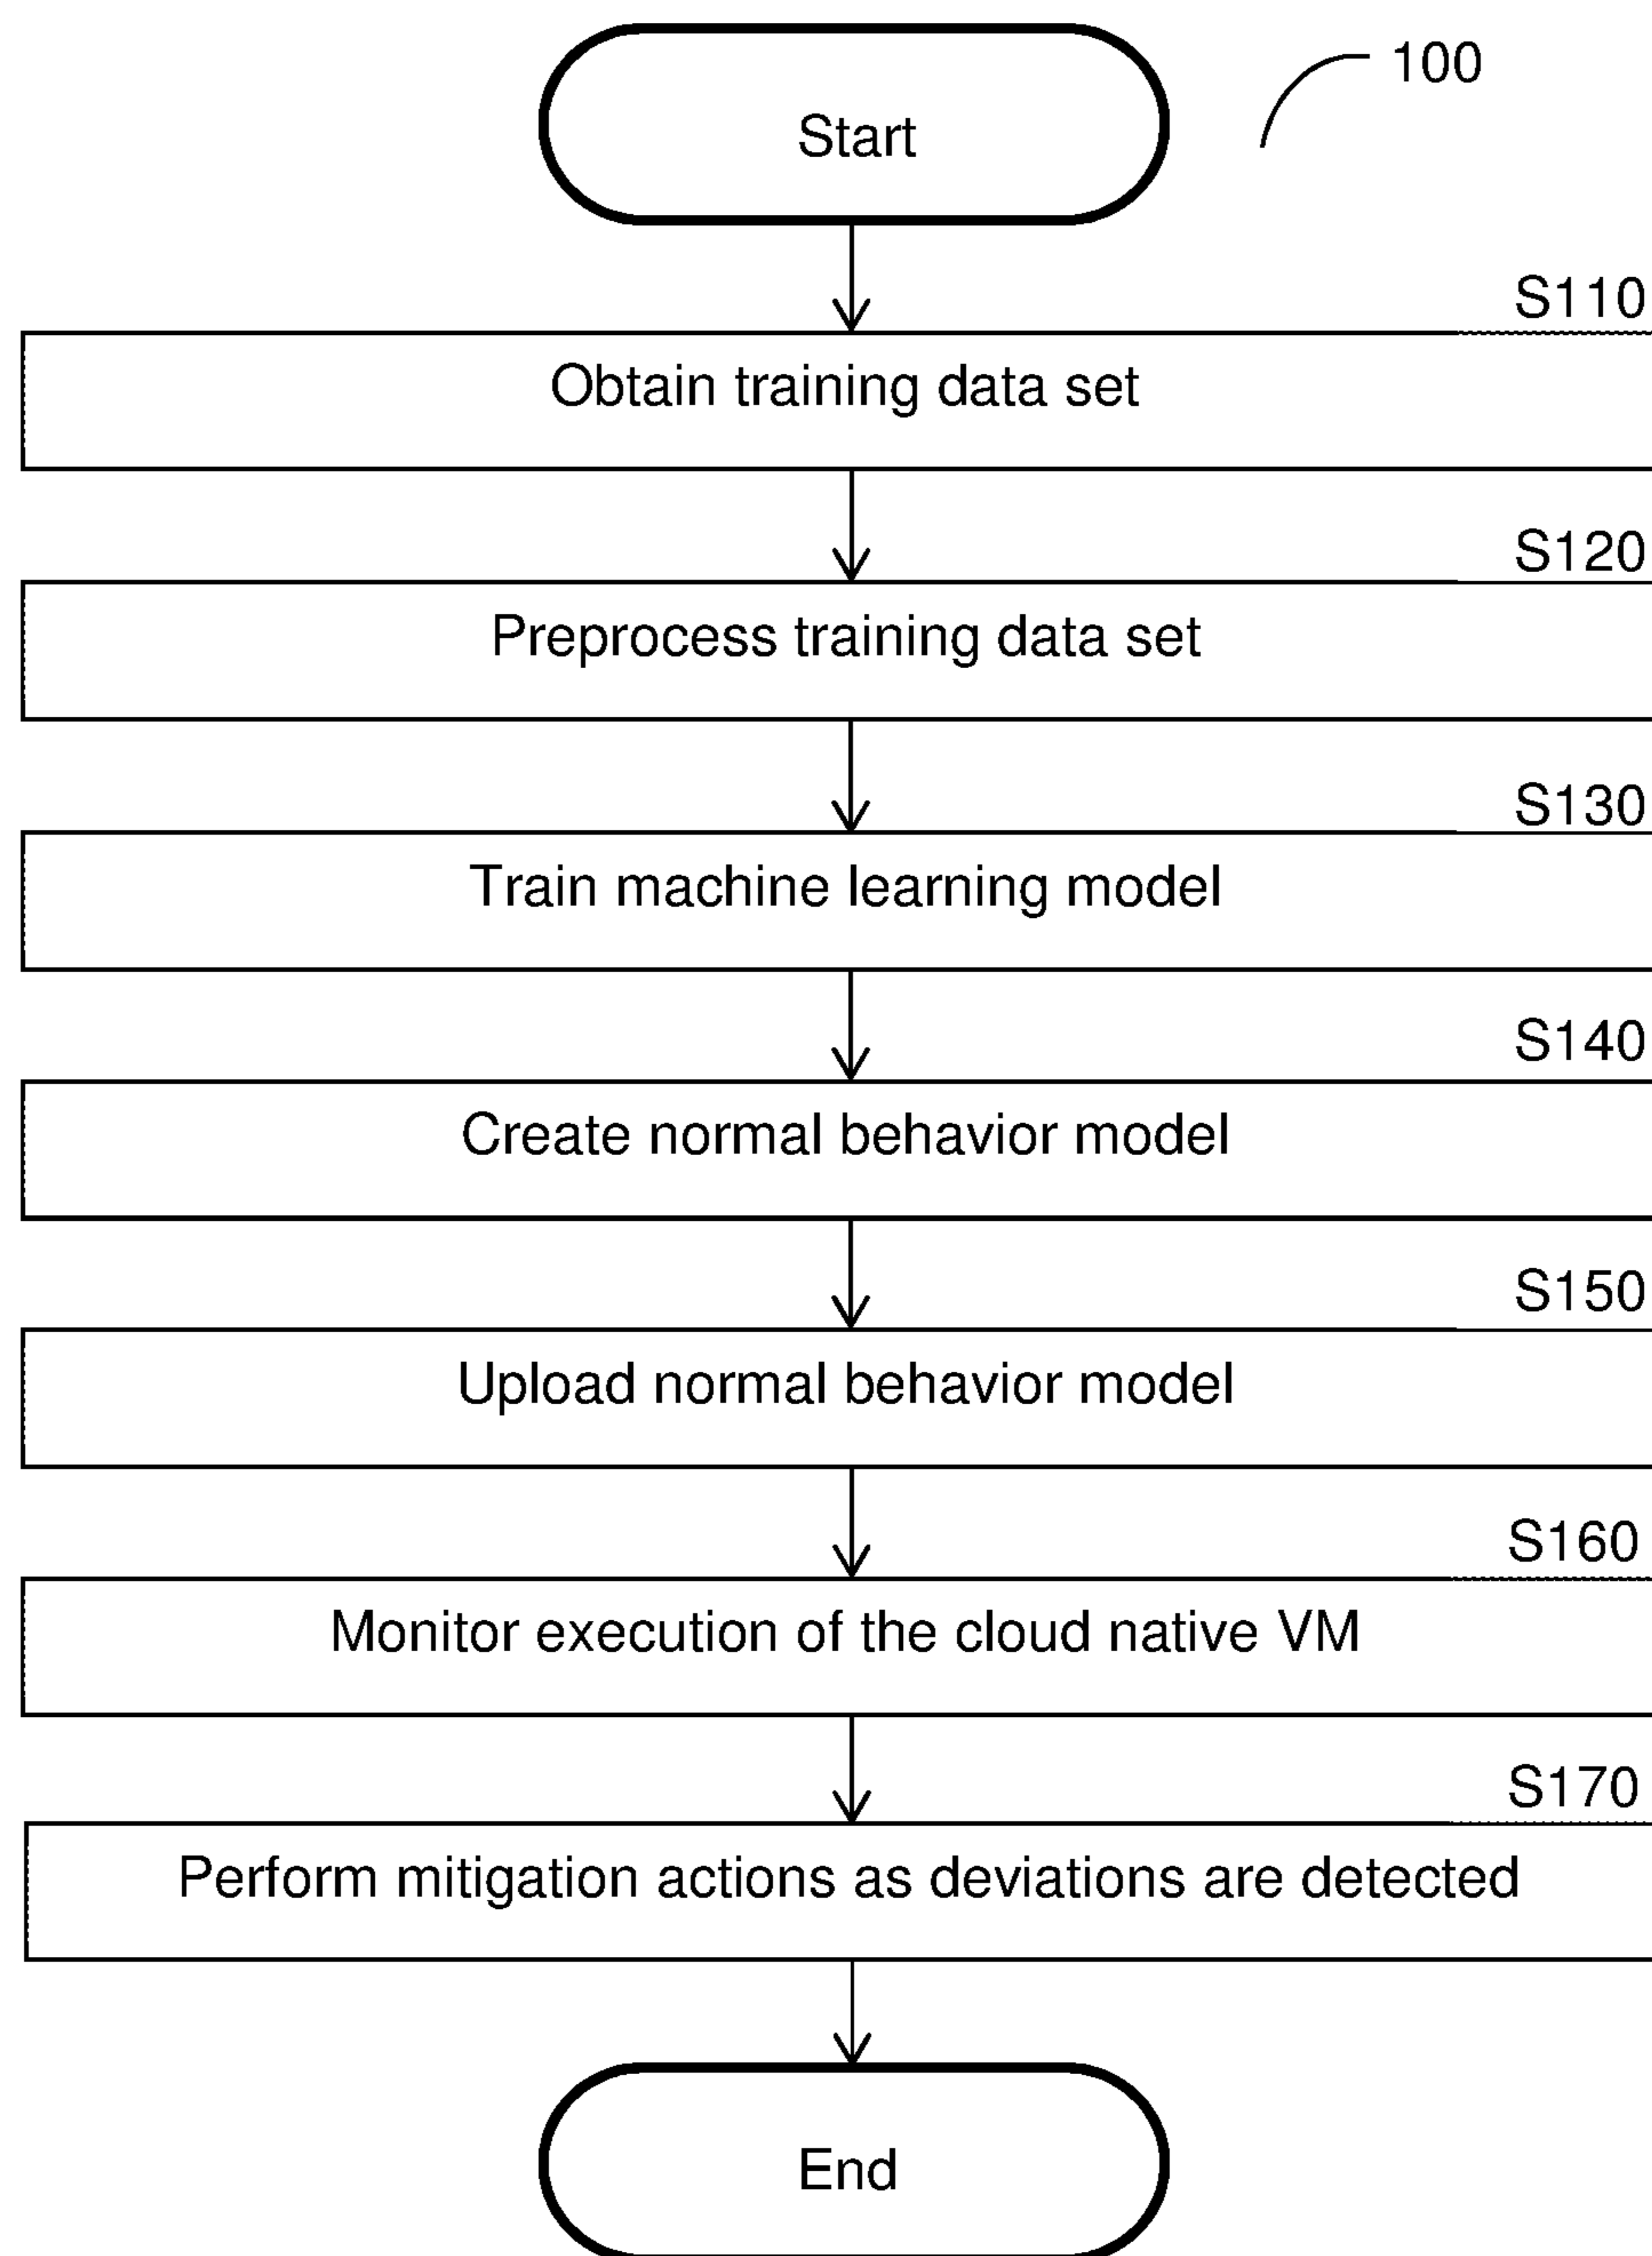 Start
100
S110
Obtain training data set
S120
Preprocess training data set
S130
Train machine learning model
S140
Create normal behavior model
S150
Upload normal behavior model
S160
Monitor execution of the cloud native VM
S170
Perform mitigation actions as deviations are detected
End